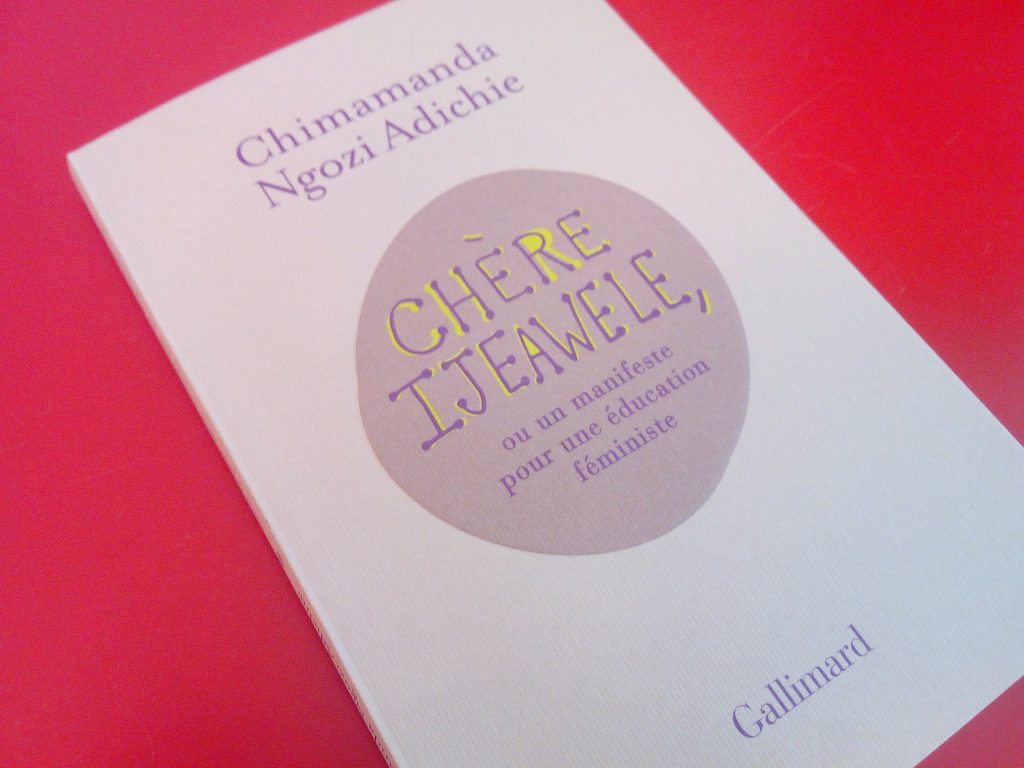 Chimamanda
Ngozi Adichie
CHÈRE
IJEAWELE,
ou un manifeste
pour une éducation
féministe
Gallimard